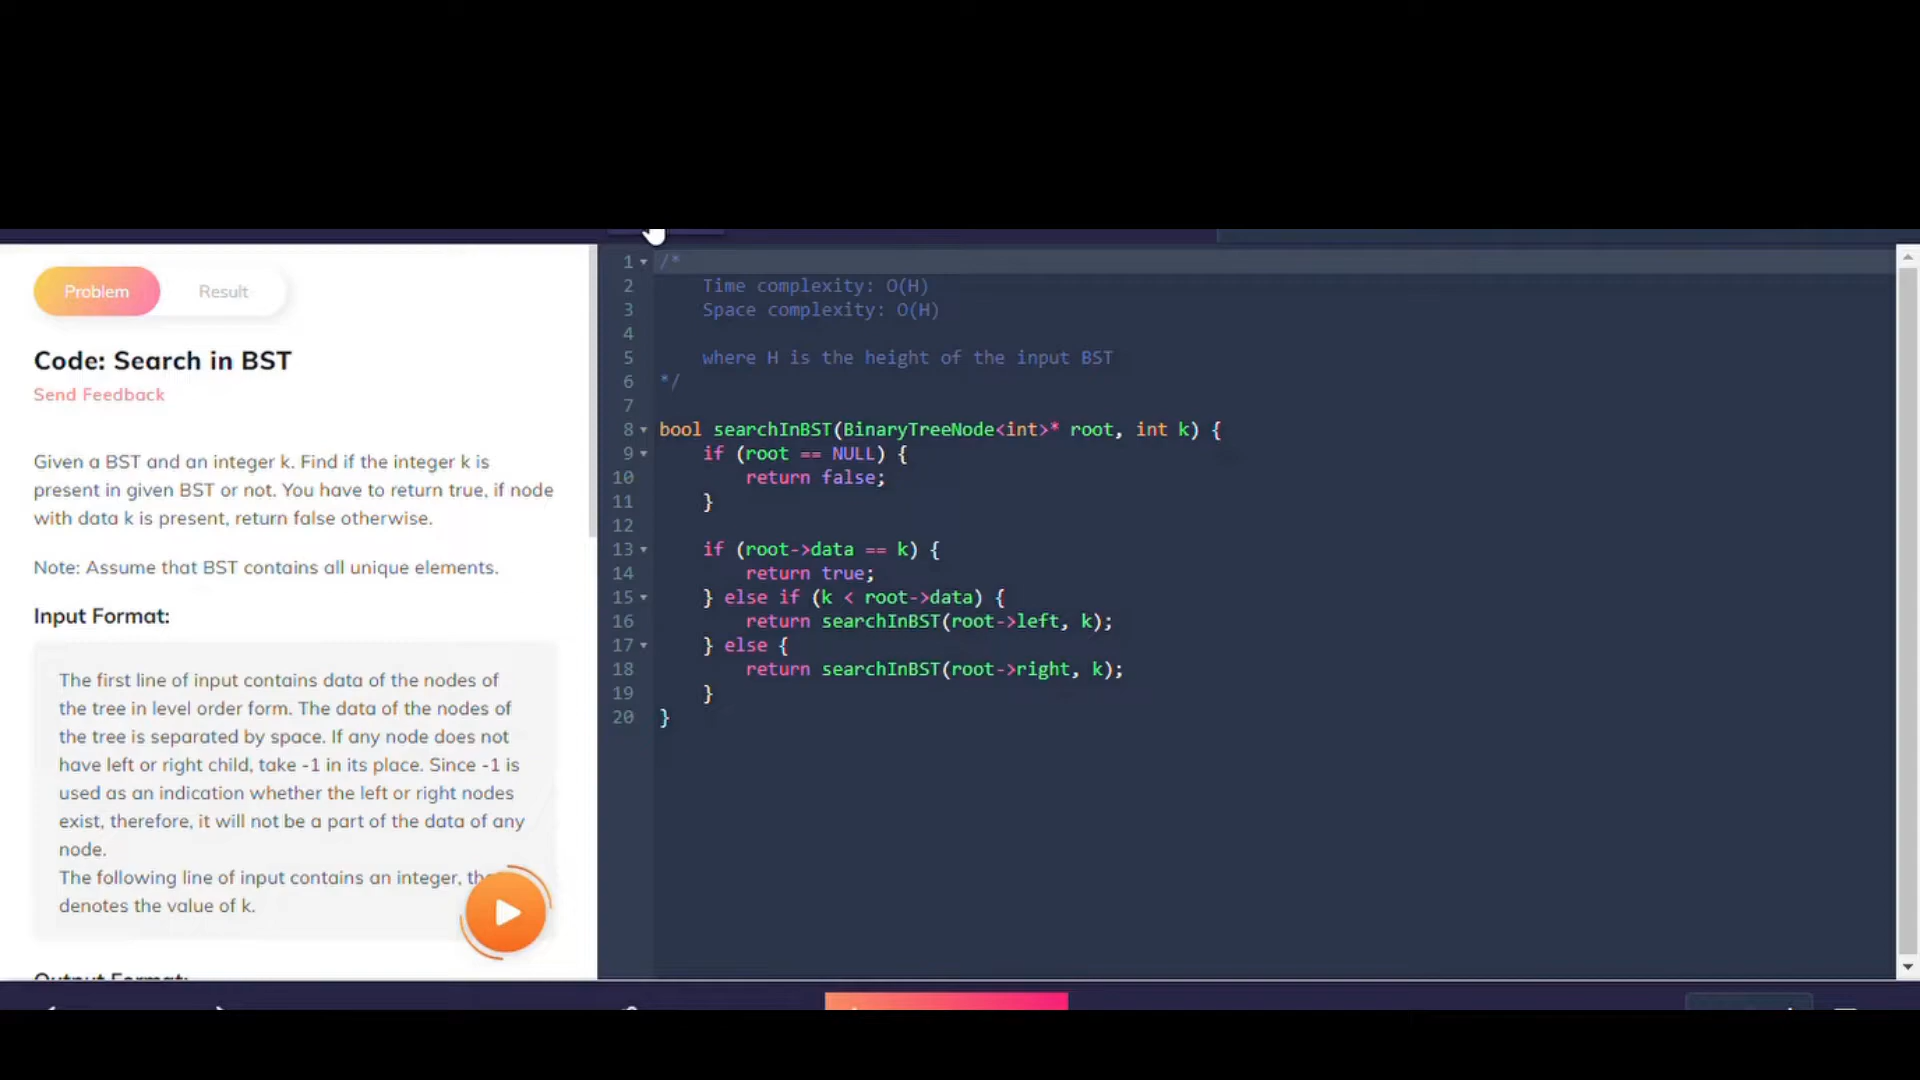 Problem
Result
Code: Search in BST
Send Feedback
Given a BST and an integer k. Find if the integer k is
present in given BST or not. You have to return true, if node
with data k is present, return false otherwise.
Note: Assume that BST contains all unique elements.
Input Format:
The first line of input contains data of the nodes of
the tree in level order form. The data of the nodes of
the tree is separated by space. If any node does not
have left or right child, take -1 in its place. Since -1 is
used as an indication whether the left or right nodes
exist, therefore, it will not be a part of the data of any
node.
The following line of input contains an integer,
denotes the value of k.
Output Format:
1 /*
2 Time complexity: O(H)
3 Space complexity: O(H)
4
5 where H is the height of the input BST
6 */
7
8 bool searchInBST(BinaryTreeNode<int>* root, int k) {
9 if (root == NULL) {
10 return false;
11 }
12
13 if (root->data == k) {
14 return true;
15 } else if (k < root->data) {
16 return searchInBST(root->left, k);
17 } else {
18 return searchInBST(root->right, k);
19 }
20 }